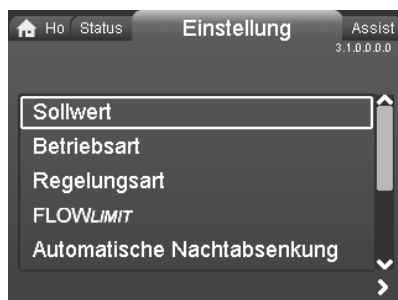 Ho Status Einstellung Assist
3.1.0.0.0.0
Sollwert
Betriebsart
Regelungsart
FLOWLIMIT
Automatische Nachtabsenkung